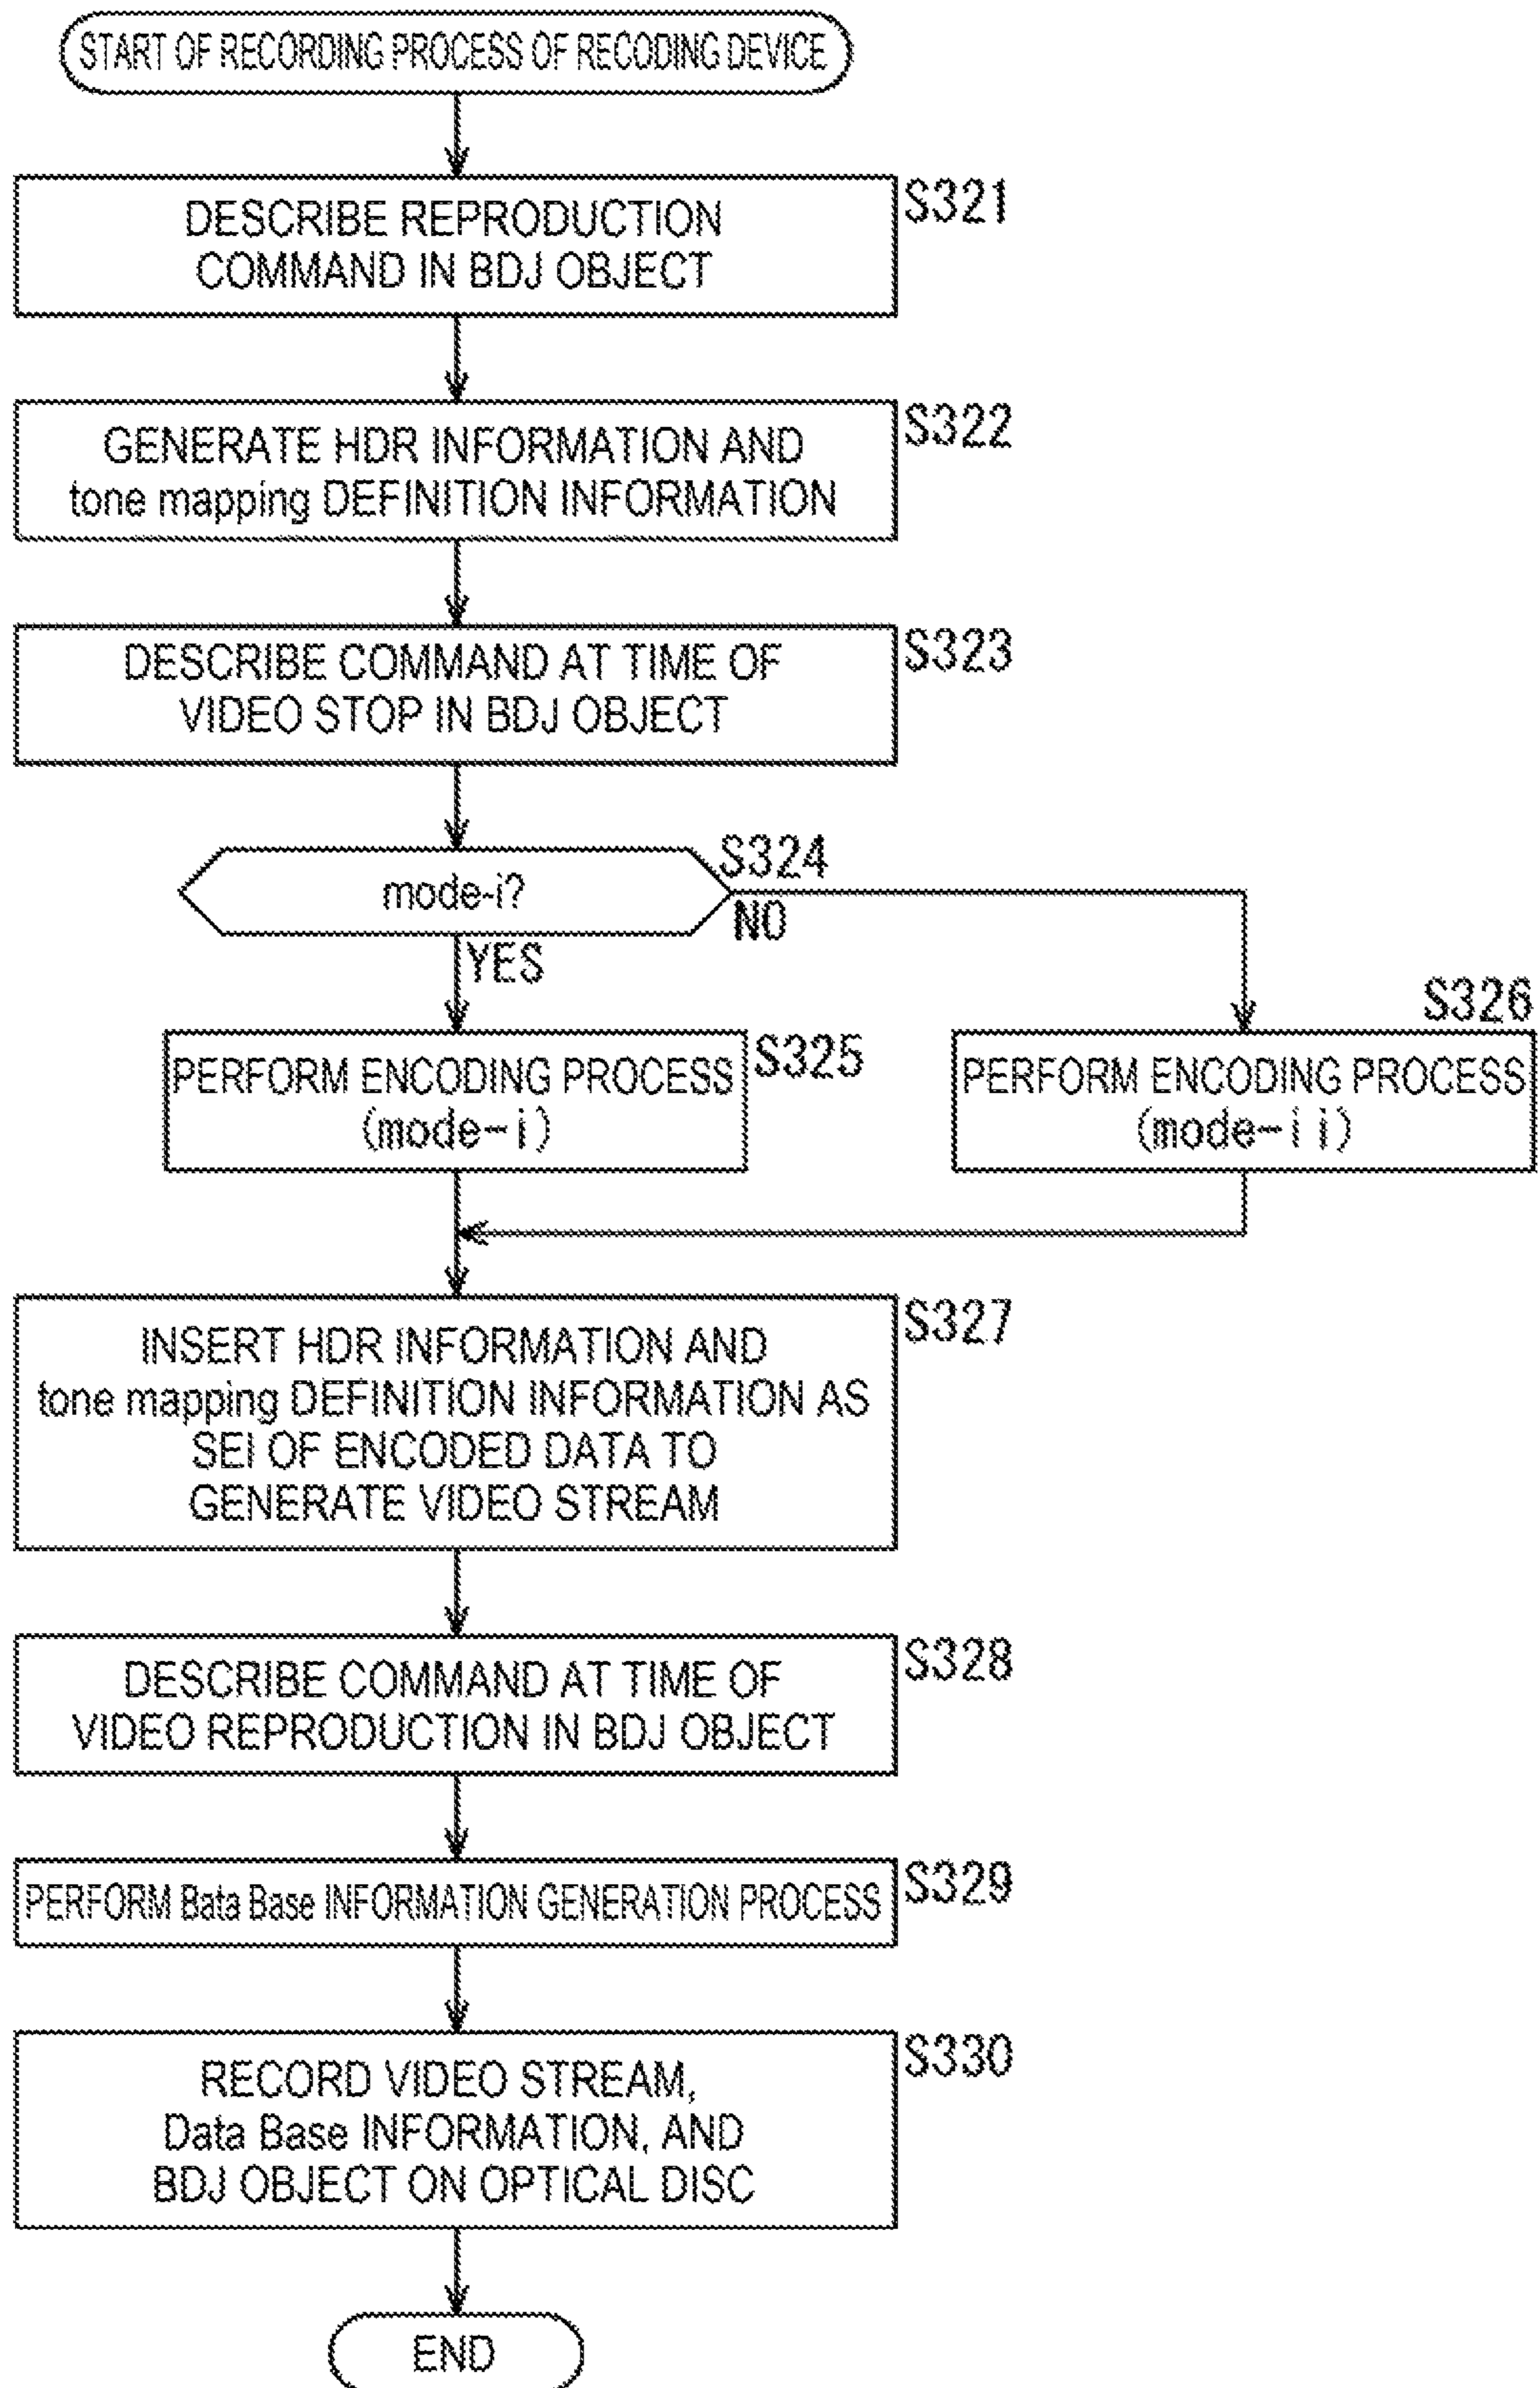 START OF RECORDING PROCESS OF RECODING DEVICE
S321
DESCRIBE REPRODUCTION
COMMAND IN BDJ OBJECT
S322
GENERATE HDR INFORMATION AND
tone mapping DEFINITION INFORMATION
S323
DESCRIBE COMMAND AT TIME OF
VIDEO STOP IN BDJ OBJECT
S324
mode-i?
NO
YES
S326
S325
PERFORM ENCODING PROCESS
(mode-i)
PERFORM ENCODING PROCESS
(mode-ii)
S327
INSERT HDR INFORMATION AND
tone mapping DEFINITION INFORMATION AS
SEI OF ENCODED DATA TO
GENERATE VIDEO STREAM
S328
DESCRIBE COMMAND AT TIME OF
VIDEO REPRODUCTION IN BDJ OBJECT
S329
PERFORM Bata Base INFORMATION GENERATION PROCESS
S330
RECORD VIDEO STREAM,
Data Base INFORMATION, AND
BDJ OBJECT ON OPTICAL DISC
END